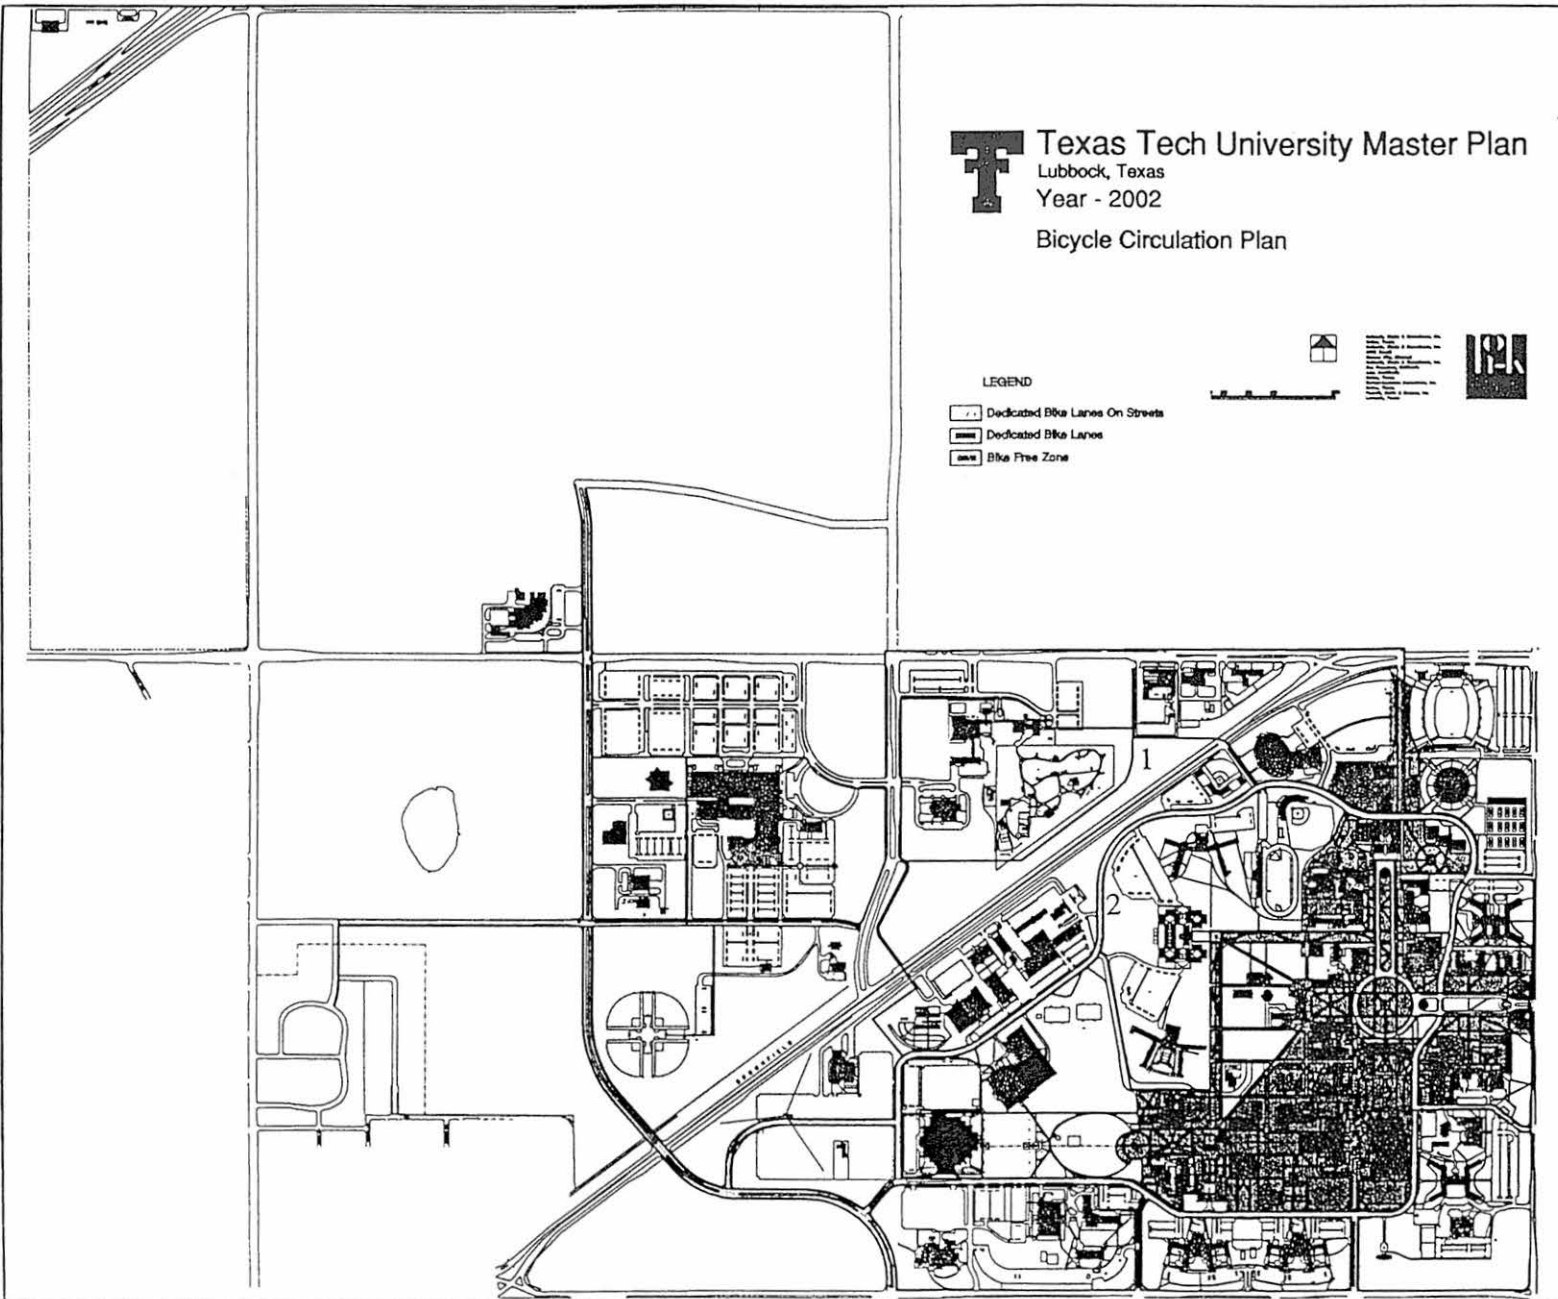 Texas Tech University Master Plan
Lubbock, Texas
Year - 2002
Bicycle Circulation Plan
LEGEND
Dedicated Bike Lanes On Streets
Dedicated Bike Lanes
Bike Free Zone
1
2